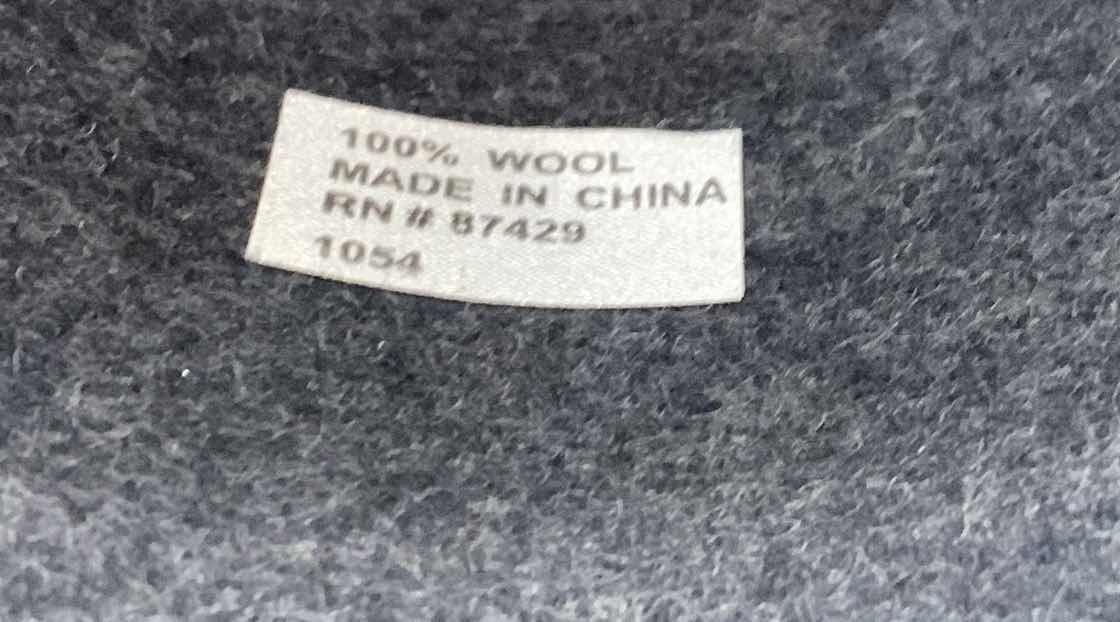 100% WOOL
MADE IN CHINA
RN # 87429
1054